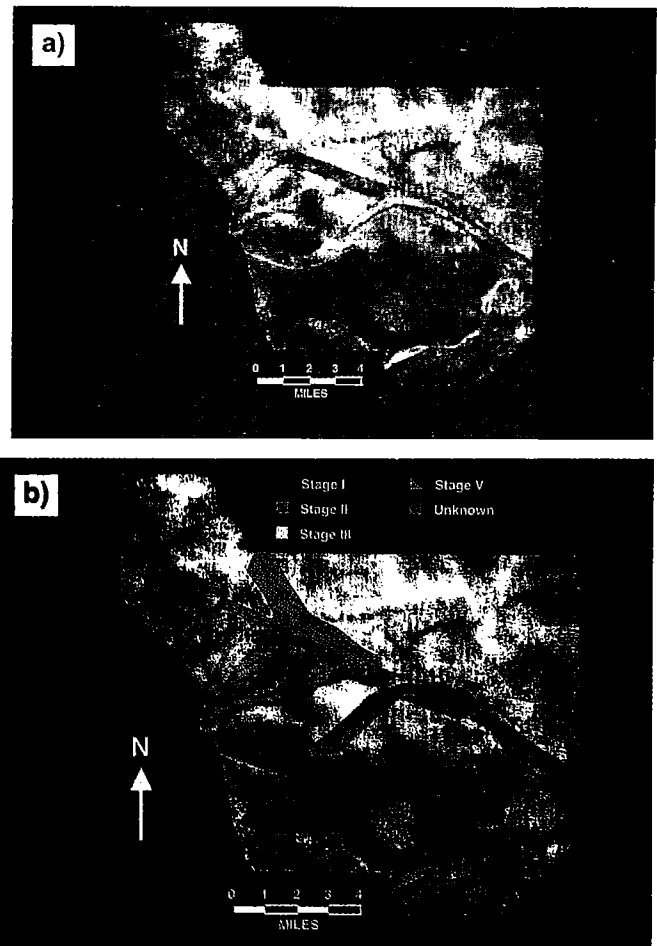 a)
N
0 1 2 3 4
MILES
b)
Stage I
Stage V
Stage II
Unknown
Stage III
N
0 1 2 3 4
MILES